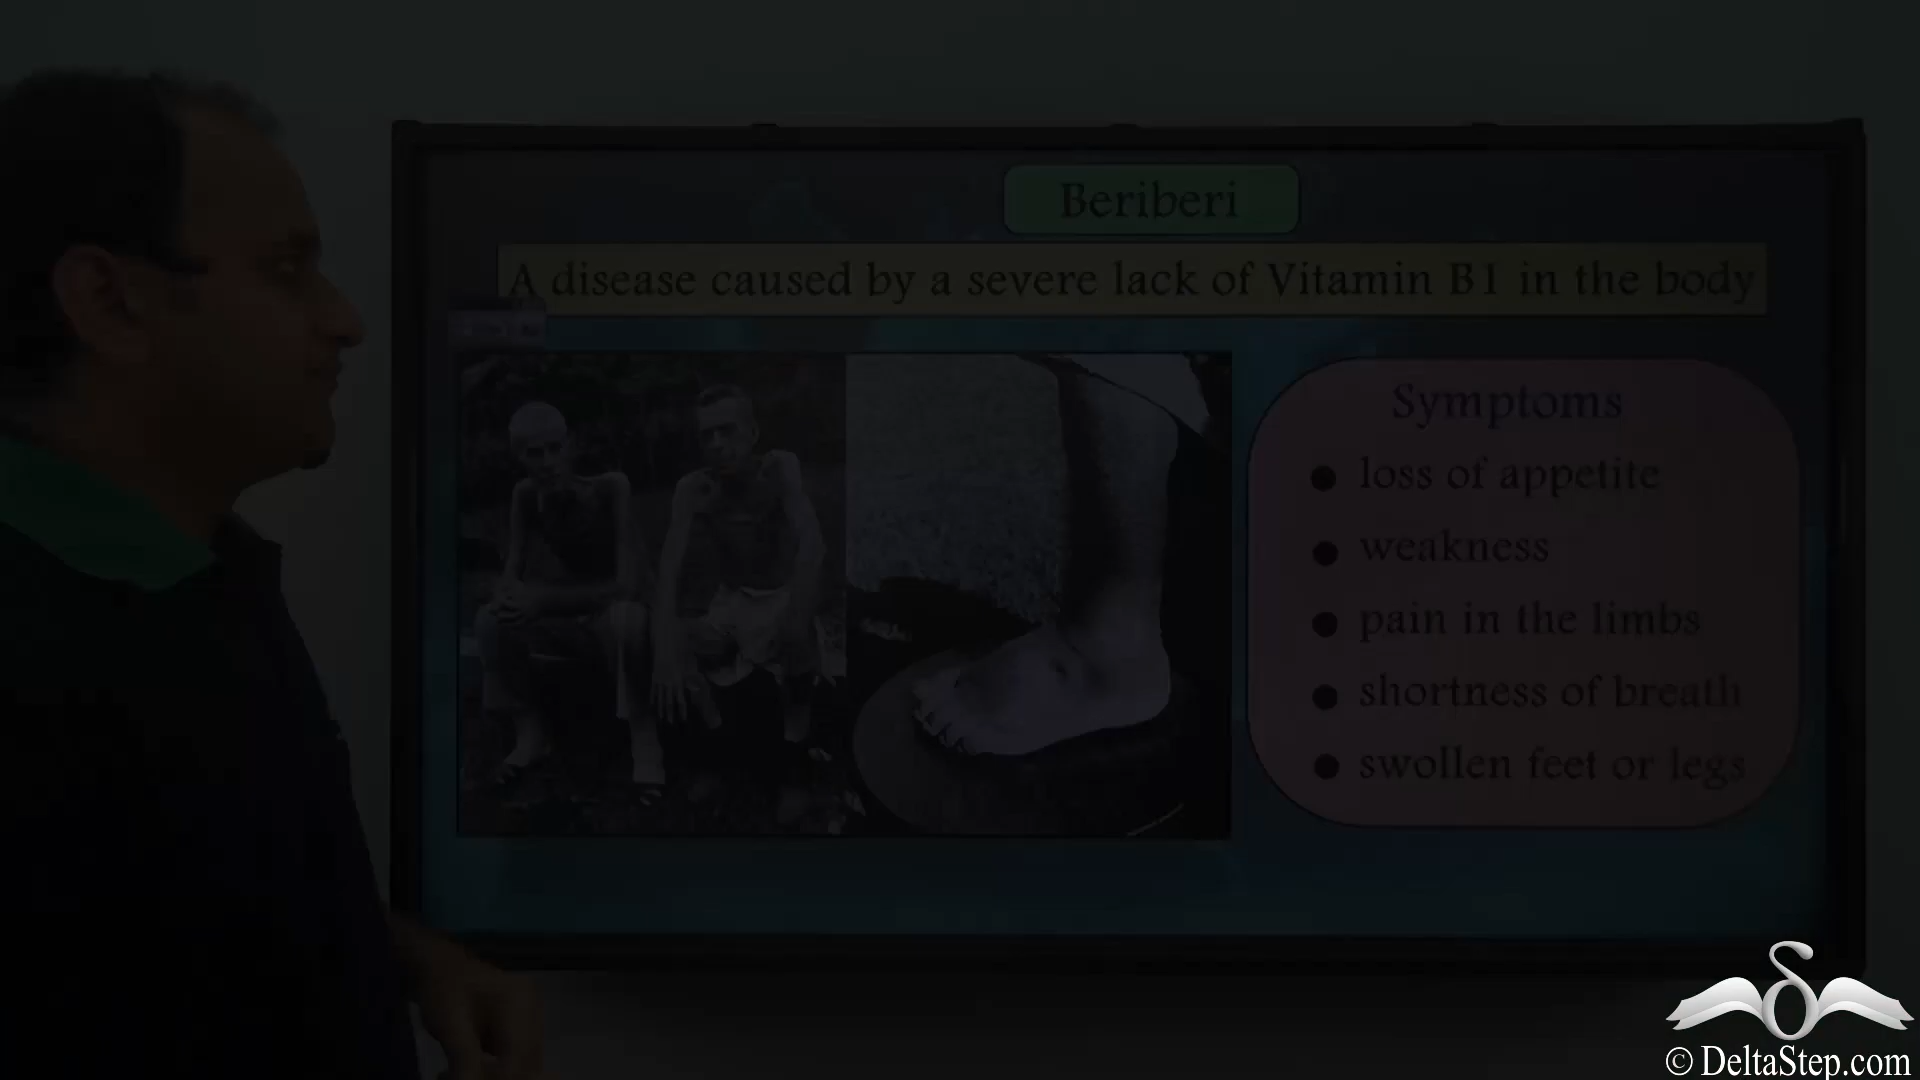 Beriberi
A disease caused by a severe lack of Vitamin B1 in the body
Symptoms
● loss of appetite
● weakness
● pain in the limbs
● shortness of breath
● swollen feet or legs
© DeltaStep.com